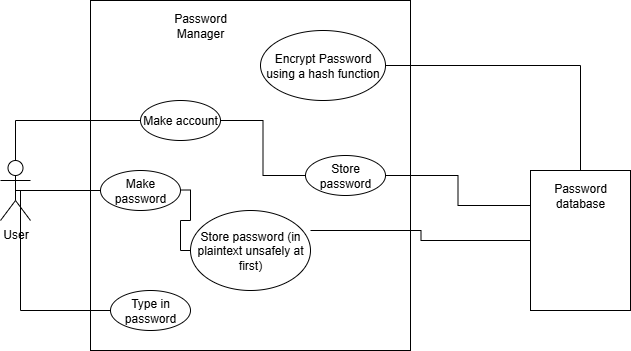 Password
Manager
Encrypt Password
using a hash function
Make account
Store
password
Make
password
Password
database
User
Store password (in
plaintext unsafely at
first)
Type in
password